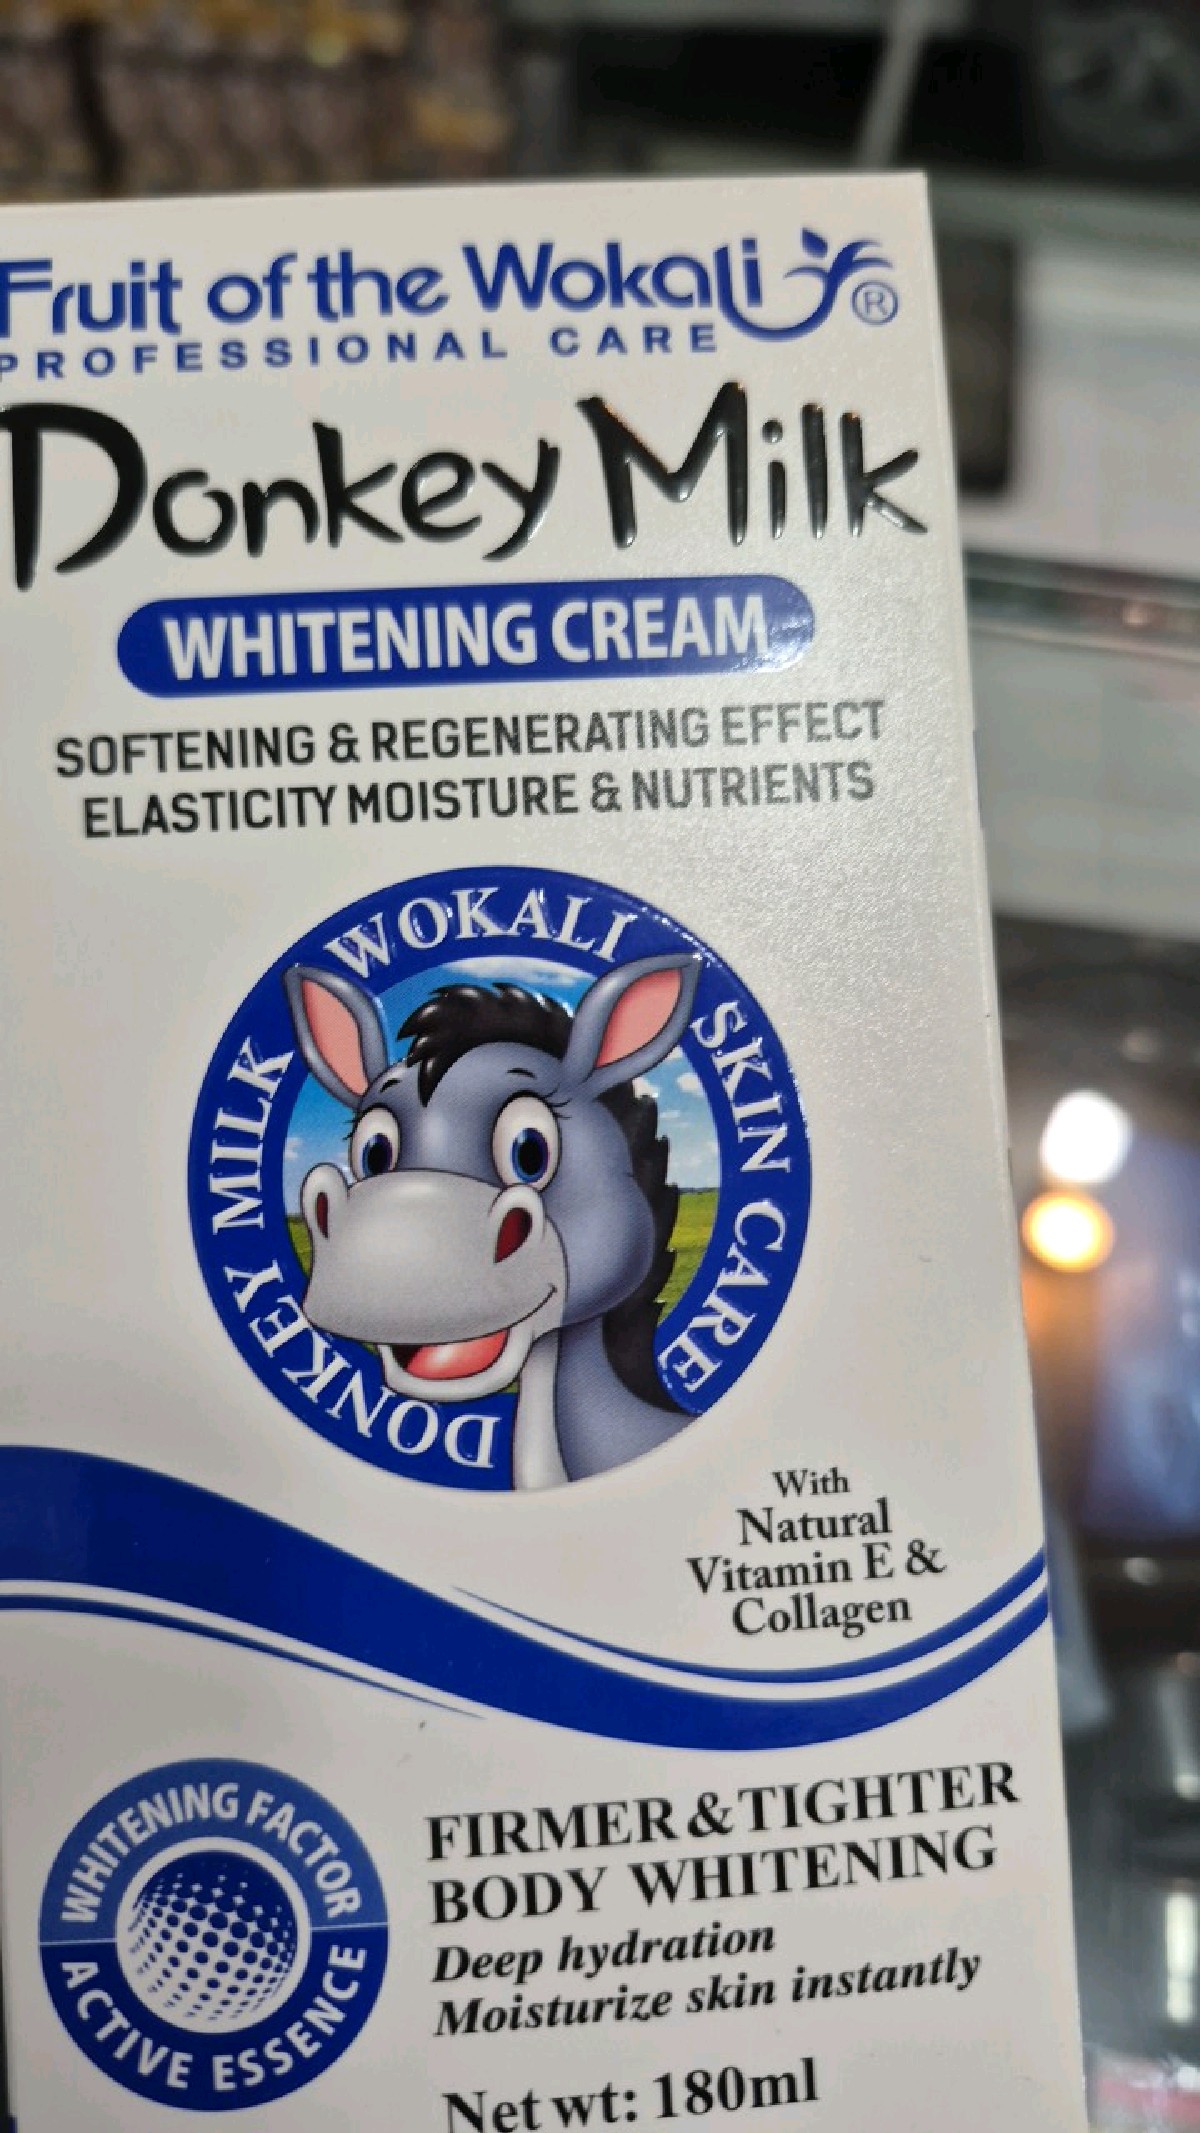 Fruit of the Wokali ®
PROFESSIONAL CARE
Donkey Milk
WHITENING CREAM
SOFTENING & REGENERATING EFFECT
ELASTICITY MOISTURE & NUTRIENTS
WOKALI SKIN CARE
DONKEY MILK
With
Natural
Vitamin E &
Collagen
WHITENING FACTOR
ACTIVE ESSENCE
FIRMER & TIGHTER
BODY WHITENING
Deep hydration
Moisturize skin instantly
Net wt: 180ml